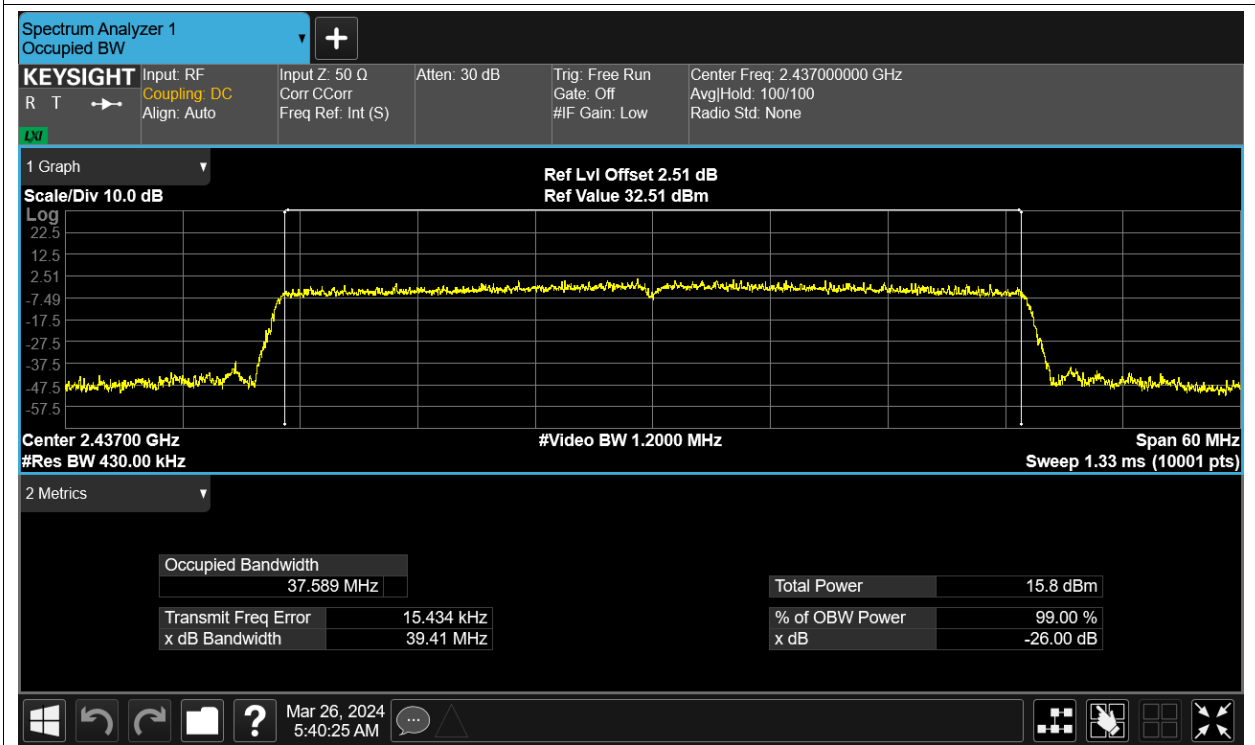 Spectrum Analyzer 1
Occupied BW
KEYSIGHT
R T
LXI
Input: RF
Coupling: DC
Align: Auto
Input Z: 50 Ω
Corr CCorr
Freq Ref: Int (S)
Atten: 30 dB
Trig: Free Run
Gate: Off
#IF Gain: Low
Center Freq: 2.437000000 GHz
Avg|Hold: 100/100
Radio Std: None
1 Graph
Scale/Div 10.0 dB
Ref Lvl Offset 2.51 dB
Ref Value 32.51 dBm
Log
22.5
12.5
2.51
-7.49
-17.5
-27.5
-37.5
-47.5
-57.5
Center 2.43700 GHz
#Res BW 430.00 kHz
#Video BW 1.2000 MHz
Span 60 MHz
Sweep 1.33 ms (10001 pts)
2 Metrics
Occupied Bandwidth
37.589 MHz
Transmit Freq Error 15.434 kHz
x dB Bandwidth 39.41 MHz
Total Power 15.8 dBm
% of OBW Power 99.00 %
x dB -26.00 dB
?
Mar 26, 2024
5:40:25 AM